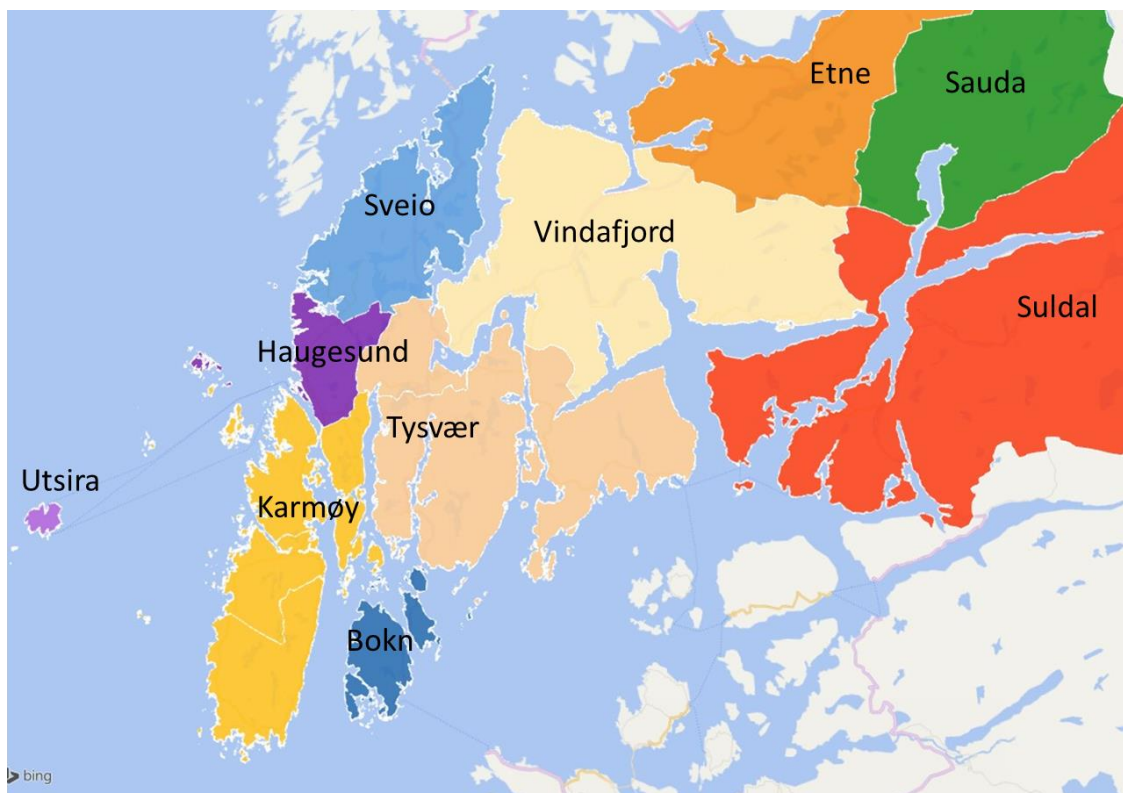 Etne
Sauda
Sveio
Vindafjord
Suldal
Haugesund
Tysvær
Utsira
Karmøy
Bokn
bing